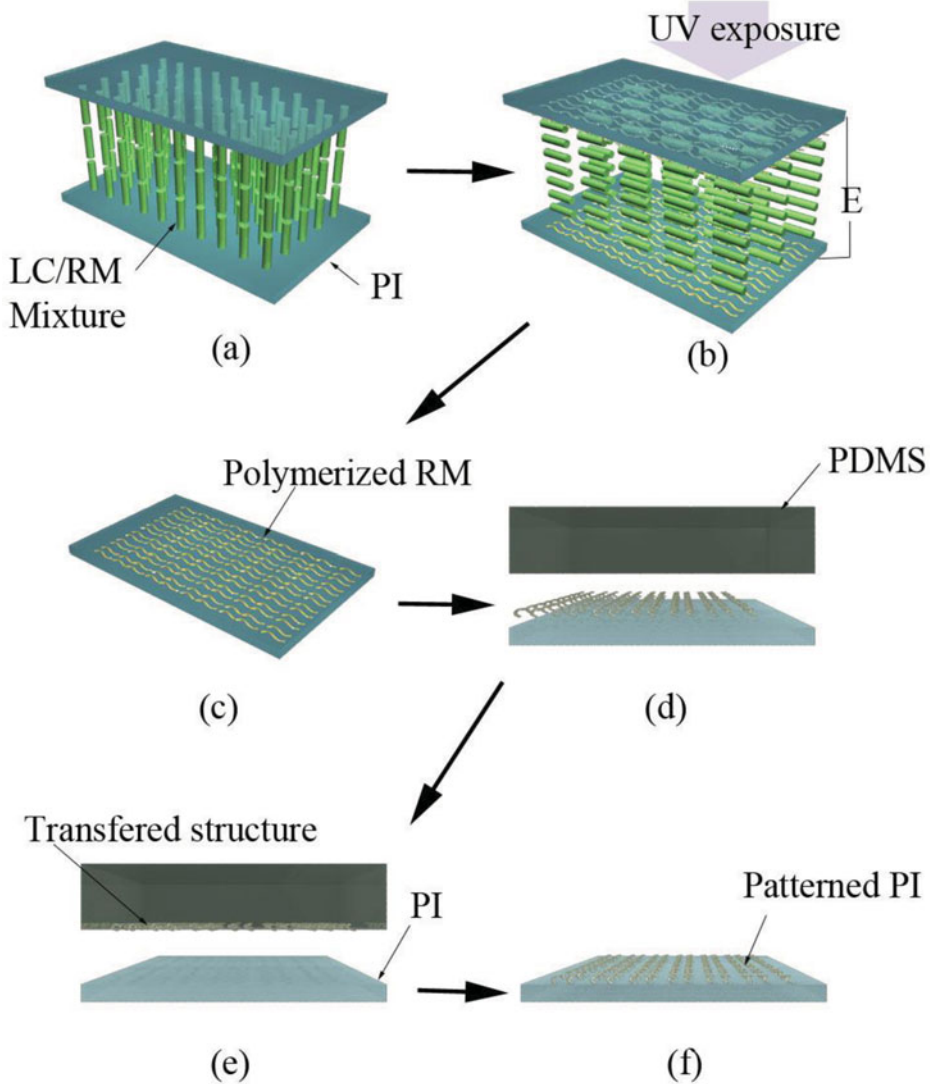 UV exposure
E
LC/RM
Mixture
PI
(a)
(b)
Polymerized RM
PDMS
(c)
(d)
Transfered structure
PI
Patterned PI
(e)
(f)